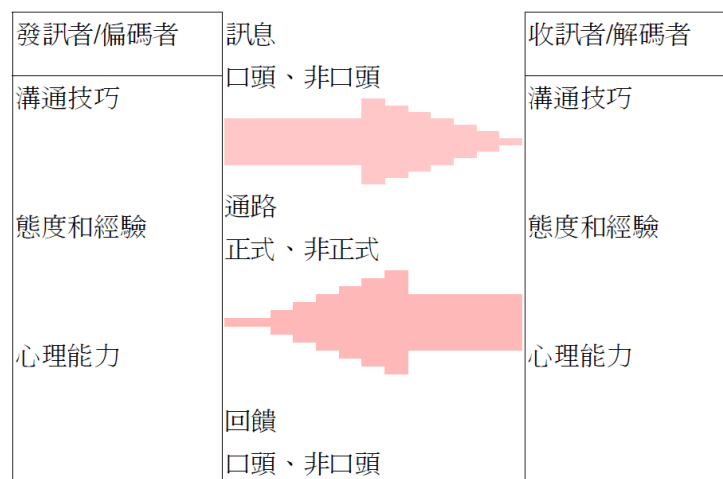 發訊者/偏碼者
溝通技巧
態度和經驗
心理能力
訊息
口頭、非口頭
通路
正式、非正式
回饋
口頭、非口頭
收訊者/解碼者
溝通技巧
態度和經驗
心理能力